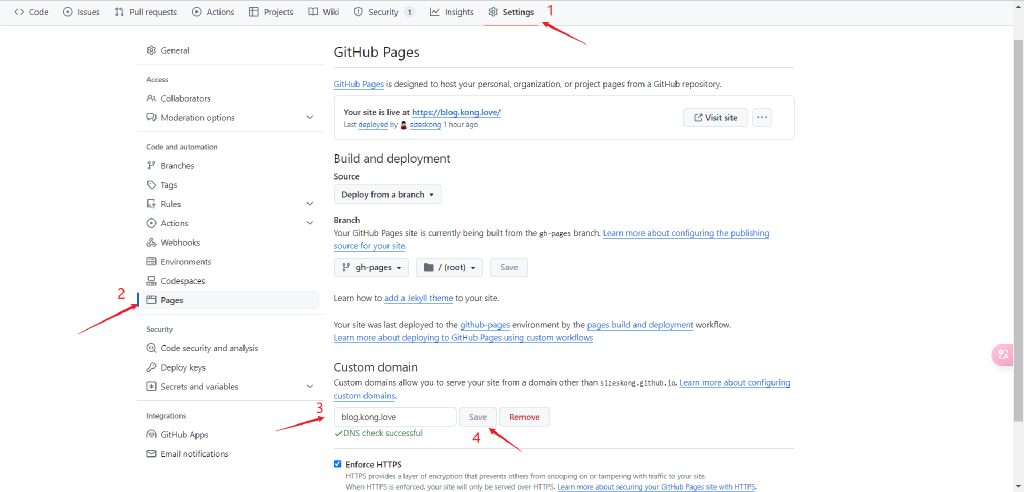 Code Issues Pull requests Actions Projects Wiki Security 1 Insights Settings 1
General
Access
Collaborators
Moderation options
Code and automation
Branches
Tags
Rules
Actions
Webhooks
Environments
Codespaces
2
Pages
Security
Code security and analysis
Deploy keys
Secrets and variables
Integrations
GitHub Apps
Email notifications
GitHub Pages
GitHub Pages is designed to host your personal, organization, or project pages from a GitHub repository.
Your site is live at https://blog.kong.love/
Last deployed by sizeskong 1 hour ago
Visit site
Build and deployment
Source
Deploy from a branch
Branch
Your GitHub Pages site is currently being built from the gh-pages branch. Learn more about configuring the publishing
source for your site.
gh-pages / (root) Save
Learn how to add a Jekyll theme to your site.
Your site was last deployed to the github-pages environment by the pages build and deployment workflow.
Learn more about deploying to GitHub Pages using custom workflows
Custom domain
Custom domains allow you to serve your site from a domain other than sizeskong.github.io. Learn more about configuring
custom domains.
3
blog.kong.love Save Remove
DNS check successful
4
Enforce HTTPS
HTTPS provides a layer of encryption that prevents others from snooping on or tampering with traffic to your site.
When HTTPS is enforced, your site will only be served over HTTPS. Learn more about securing your GitHub Pages site with HTTPS.